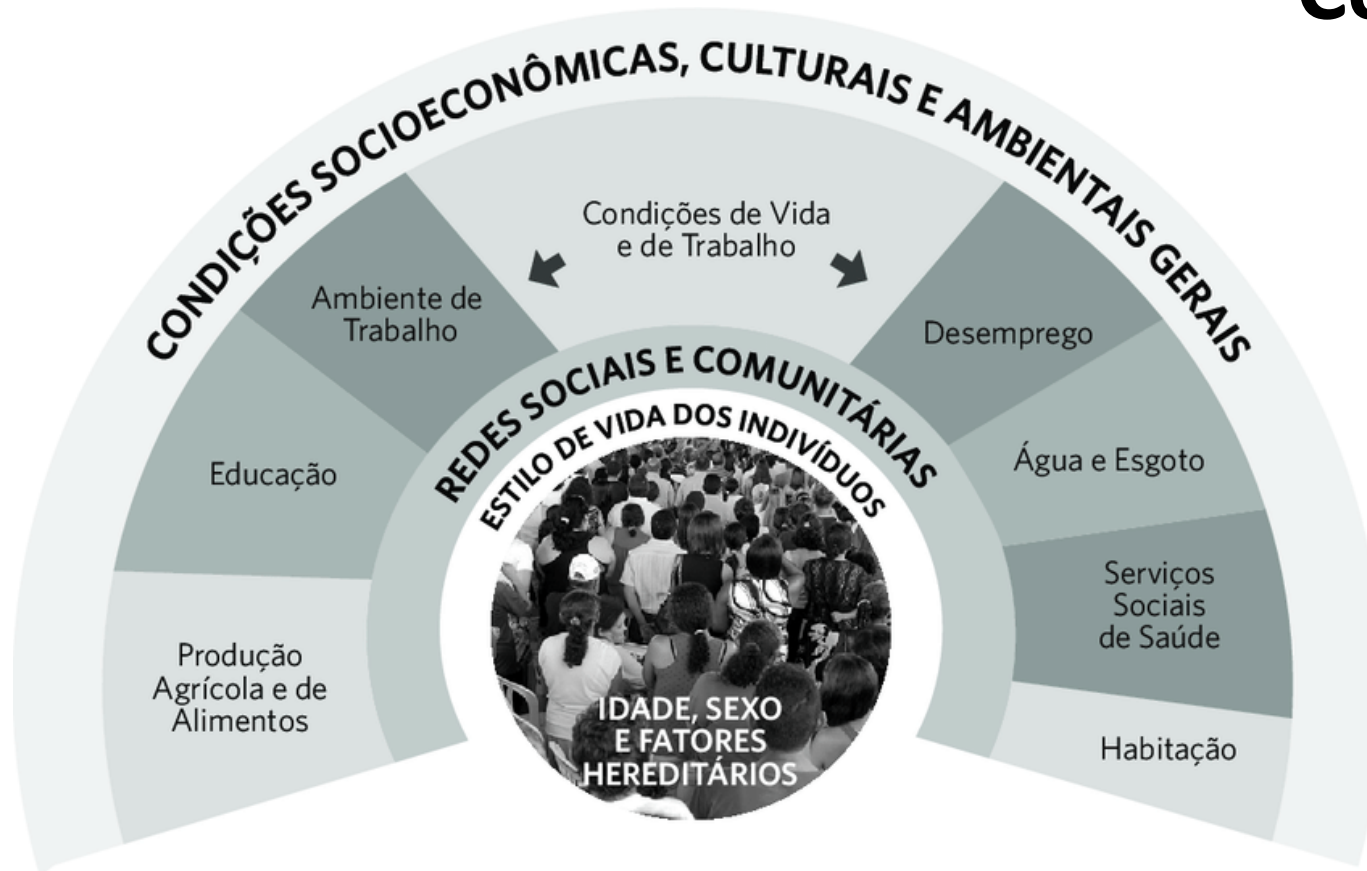 CONDIÇÕES SOCIOECONÔMICAS, CULTURAIS E AMBIENTAIS GERAIS
Condições de Vida
e de Trabalho
Ambiente de
Trabalho
Desemprego
Educação
Água e Esgoto
Produção
Agrícola e de
Alimentos
Serviços
Sociais
de Saúde
Habitação
REDES SOCIAIS E COMUNITÁRIAS
ESTILO DE VIDA DOS INDIVÍDUOS
IDADE, SEXO
E FATORES
HEREDITÁRIOS